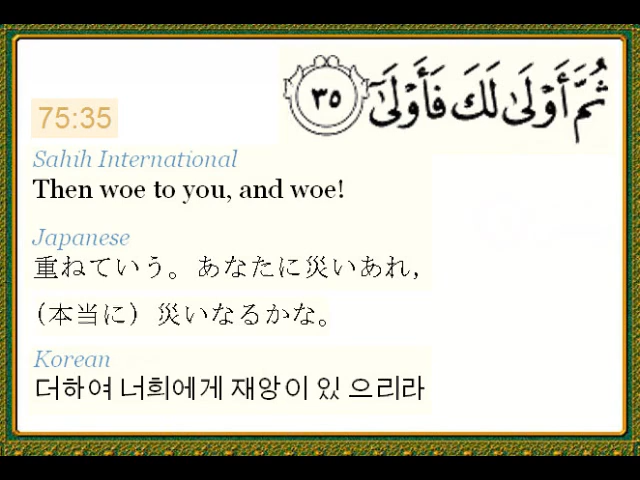 ثُمَّ أَوْلَىٰ لَكَ فَأَوْلَىٰٓ ٣٥
75:35
Sahih International
Then woe to you, and woe!
Japanese
重ねていう。あなたに災いあれ,
（本当に）災いなるかな。
Korean
더하여 너희에게 재앙이 있 으리라